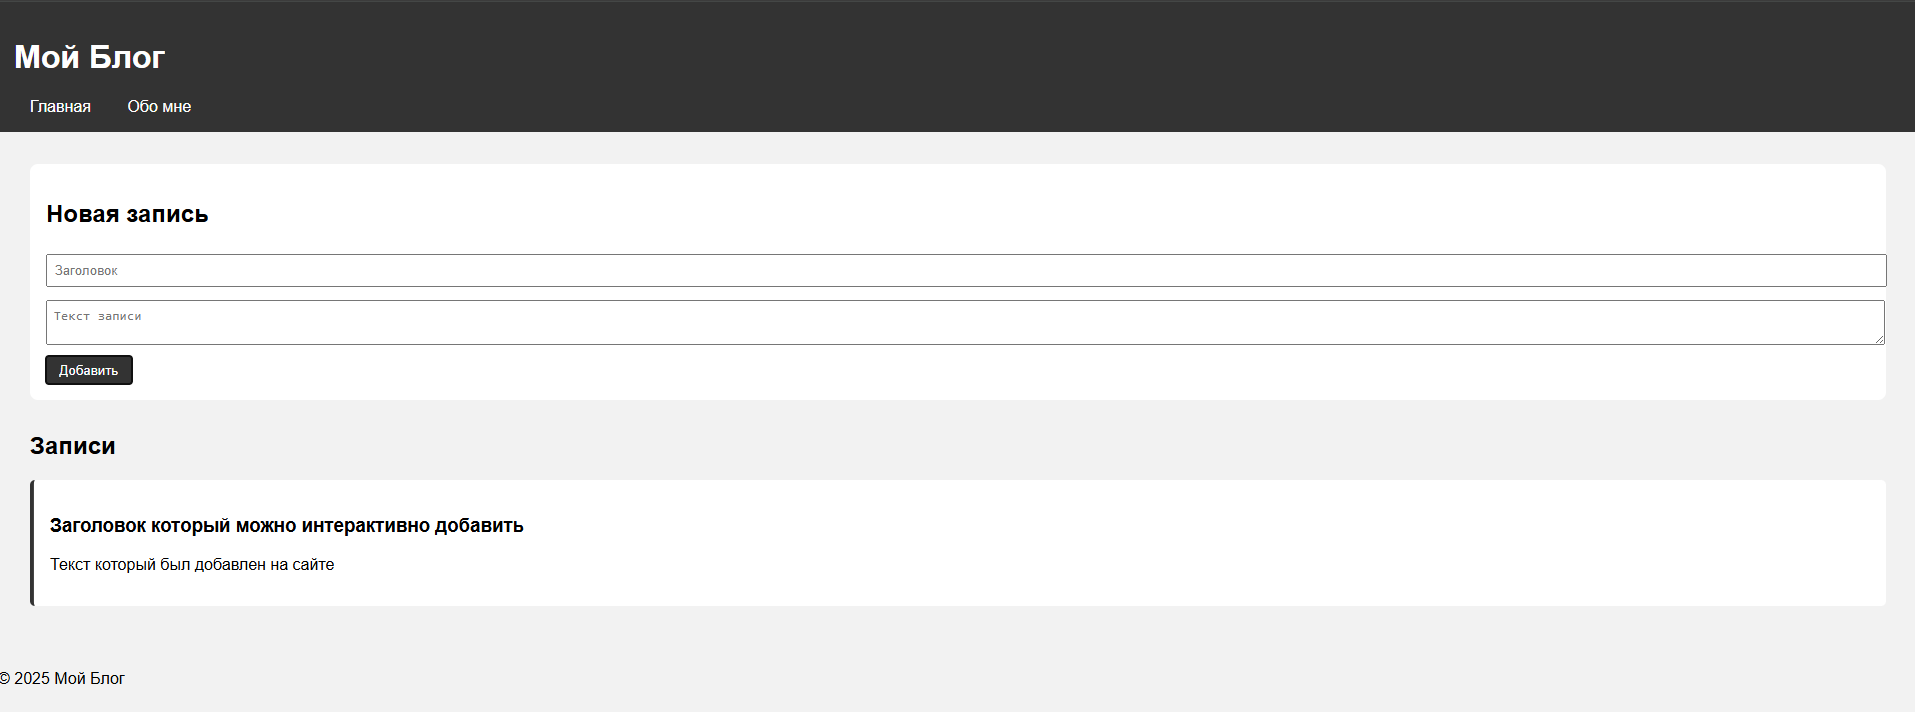 Мой Блог
Главная Обо мне
Новая запись
Заголовок
Текст записи
Добавить
Записи
Заголовок который можно интерактивно добавить
Текст который был добавлен на сайте
© 2025 Мой Блог